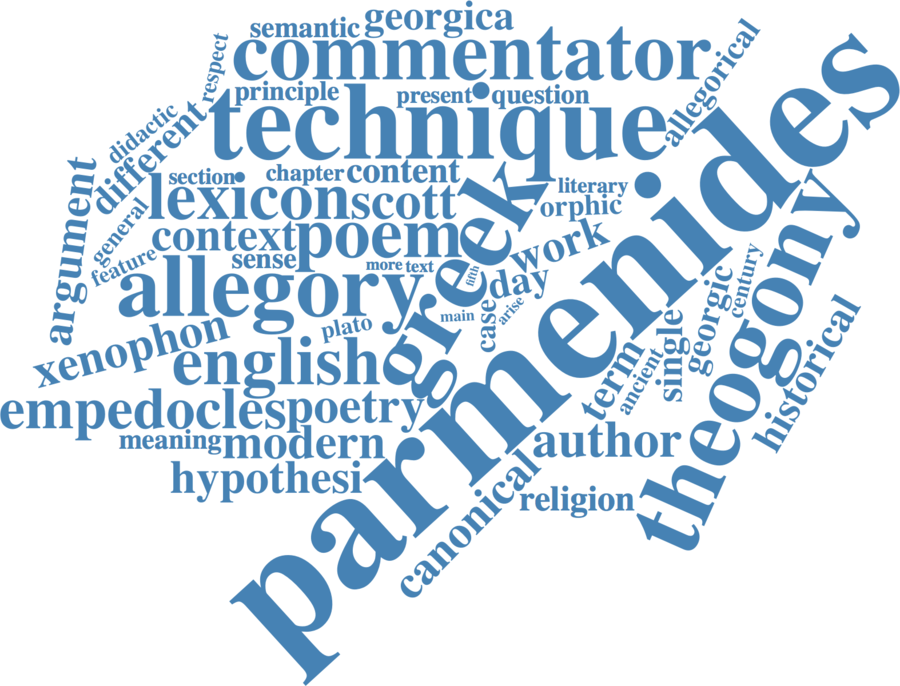 semantic
georgica
respect
commentator
allegorical
principle
present
question
technique
didactic
different
parmenides
section
chapter
content
greek
literary
argument
lexicon
scott
orphic
general
context
poem
work
theogony
feature
sense
more
text
fifth
day
allegory
main
case
arise
century
georgic
xenophon
plato
single
historical
english
term
ancient
empedocles
poetry
meaning
modern
author
hypothesi
canonical
religion